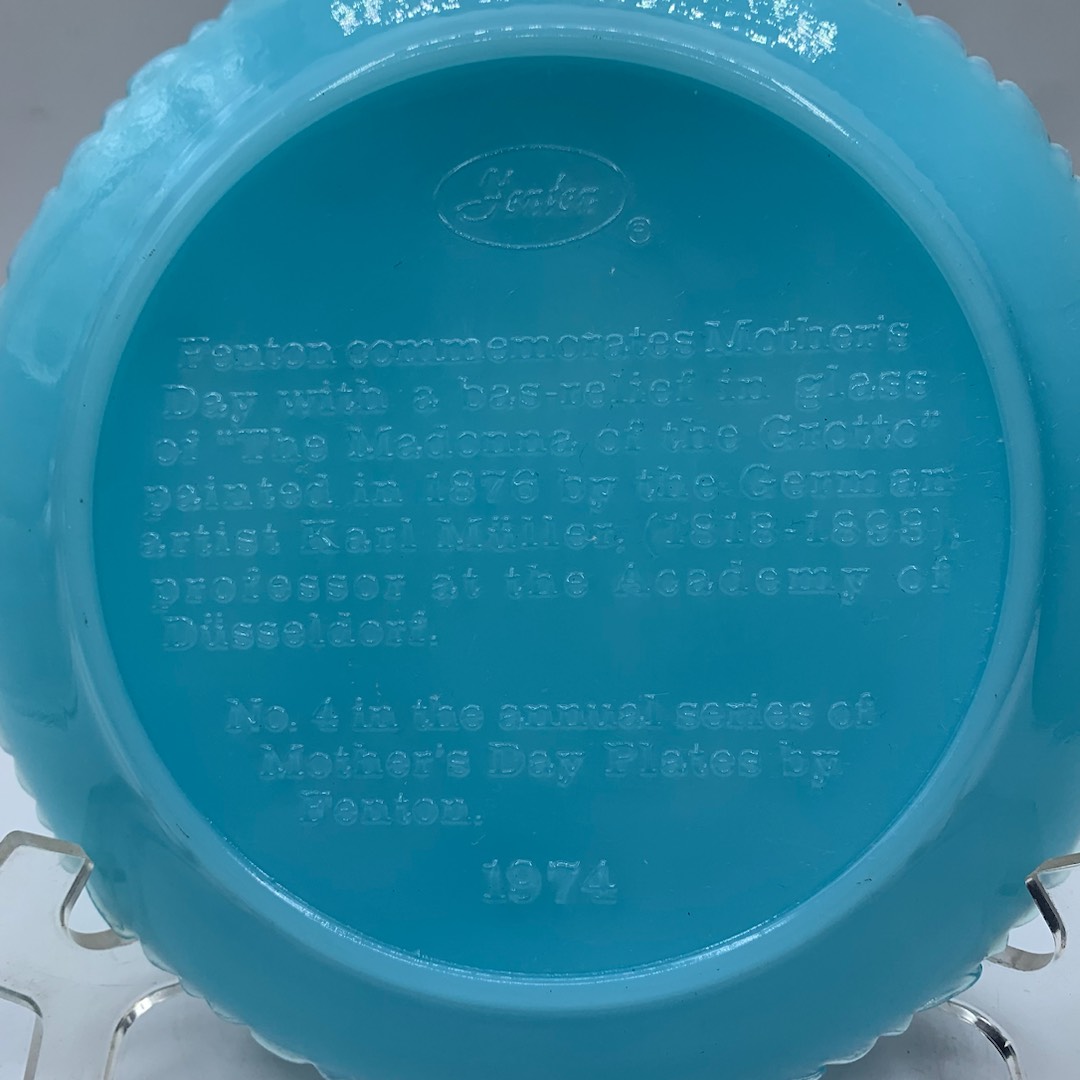 Fenton
®
Fenton commemorates Mother's
Day with a bas-relief in glass
of "The Madonna of the Grotto"
painted in 1876 by the German
artist Karl Müller, (1818-1893),
professor at the Academy of
Düsseldorf.
No. 4 in the annual series of
Mother's Day Plates by
Fenton.
1974